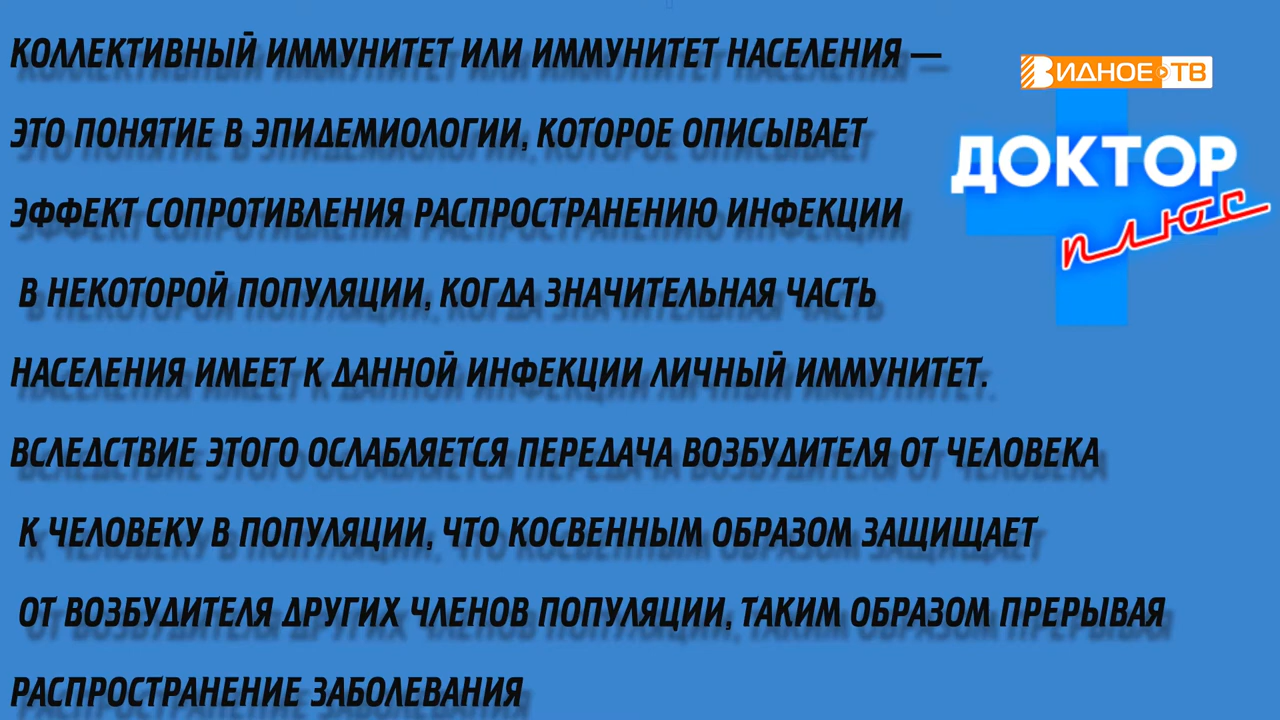 КОЛЛЕКТИВНЫЙ ИММУНИТЕТ ИЛИ ИММУНИТЕТ НАСЕЛЕНИЯ —
ЭТО ПОНЯТИЕ В ЭПИДЕМИОЛОГИИ, КОТОРОЕ ОПИСЫВАЕТ
ЭФФЕКТ СОПРОТИВЛЕНИЯ РАСПРОСТРАНЕНИЮ ИНФЕКЦИИ
В НЕКОТОРОЙ ПОПУЛЯЦИИ, КОГДА ЗНАЧИТЕЛЬНАЯ ЧАСТЬ
НАСЕЛЕНИЯ ИМЕЕТ К ДАННОЙ ИНФЕКЦИИ ЛИЧНЫЙ ИММУНИТЕТ.
ВСЛЕДСТВИЕ ЭТОГО ОСЛАБЛЯЕТСЯ ПЕРЕДАЧА ВОЗБУДИТЕЛЯ ОТ ЧЕЛОВЕКА
К ЧЕЛОВЕКУ В ПОПУЛЯЦИИ, ЧТО КОСВЕННЫМ ОБРАЗОМ ЗАЩИЩАЕТ
ОТ ВОЗБУДИТЕЛЯ ДРУГИХ ЧЛЕНОВ ПОПУЛЯЦИИ, ТАКИМ ОБРАЗОМ ПРЕРЫВАЯ
РАСПРОСТРАНЕНИЕ ЗАБОЛЕВАНИЯ
ВИДНОЕ ТВ
ДОКТОР
плюс